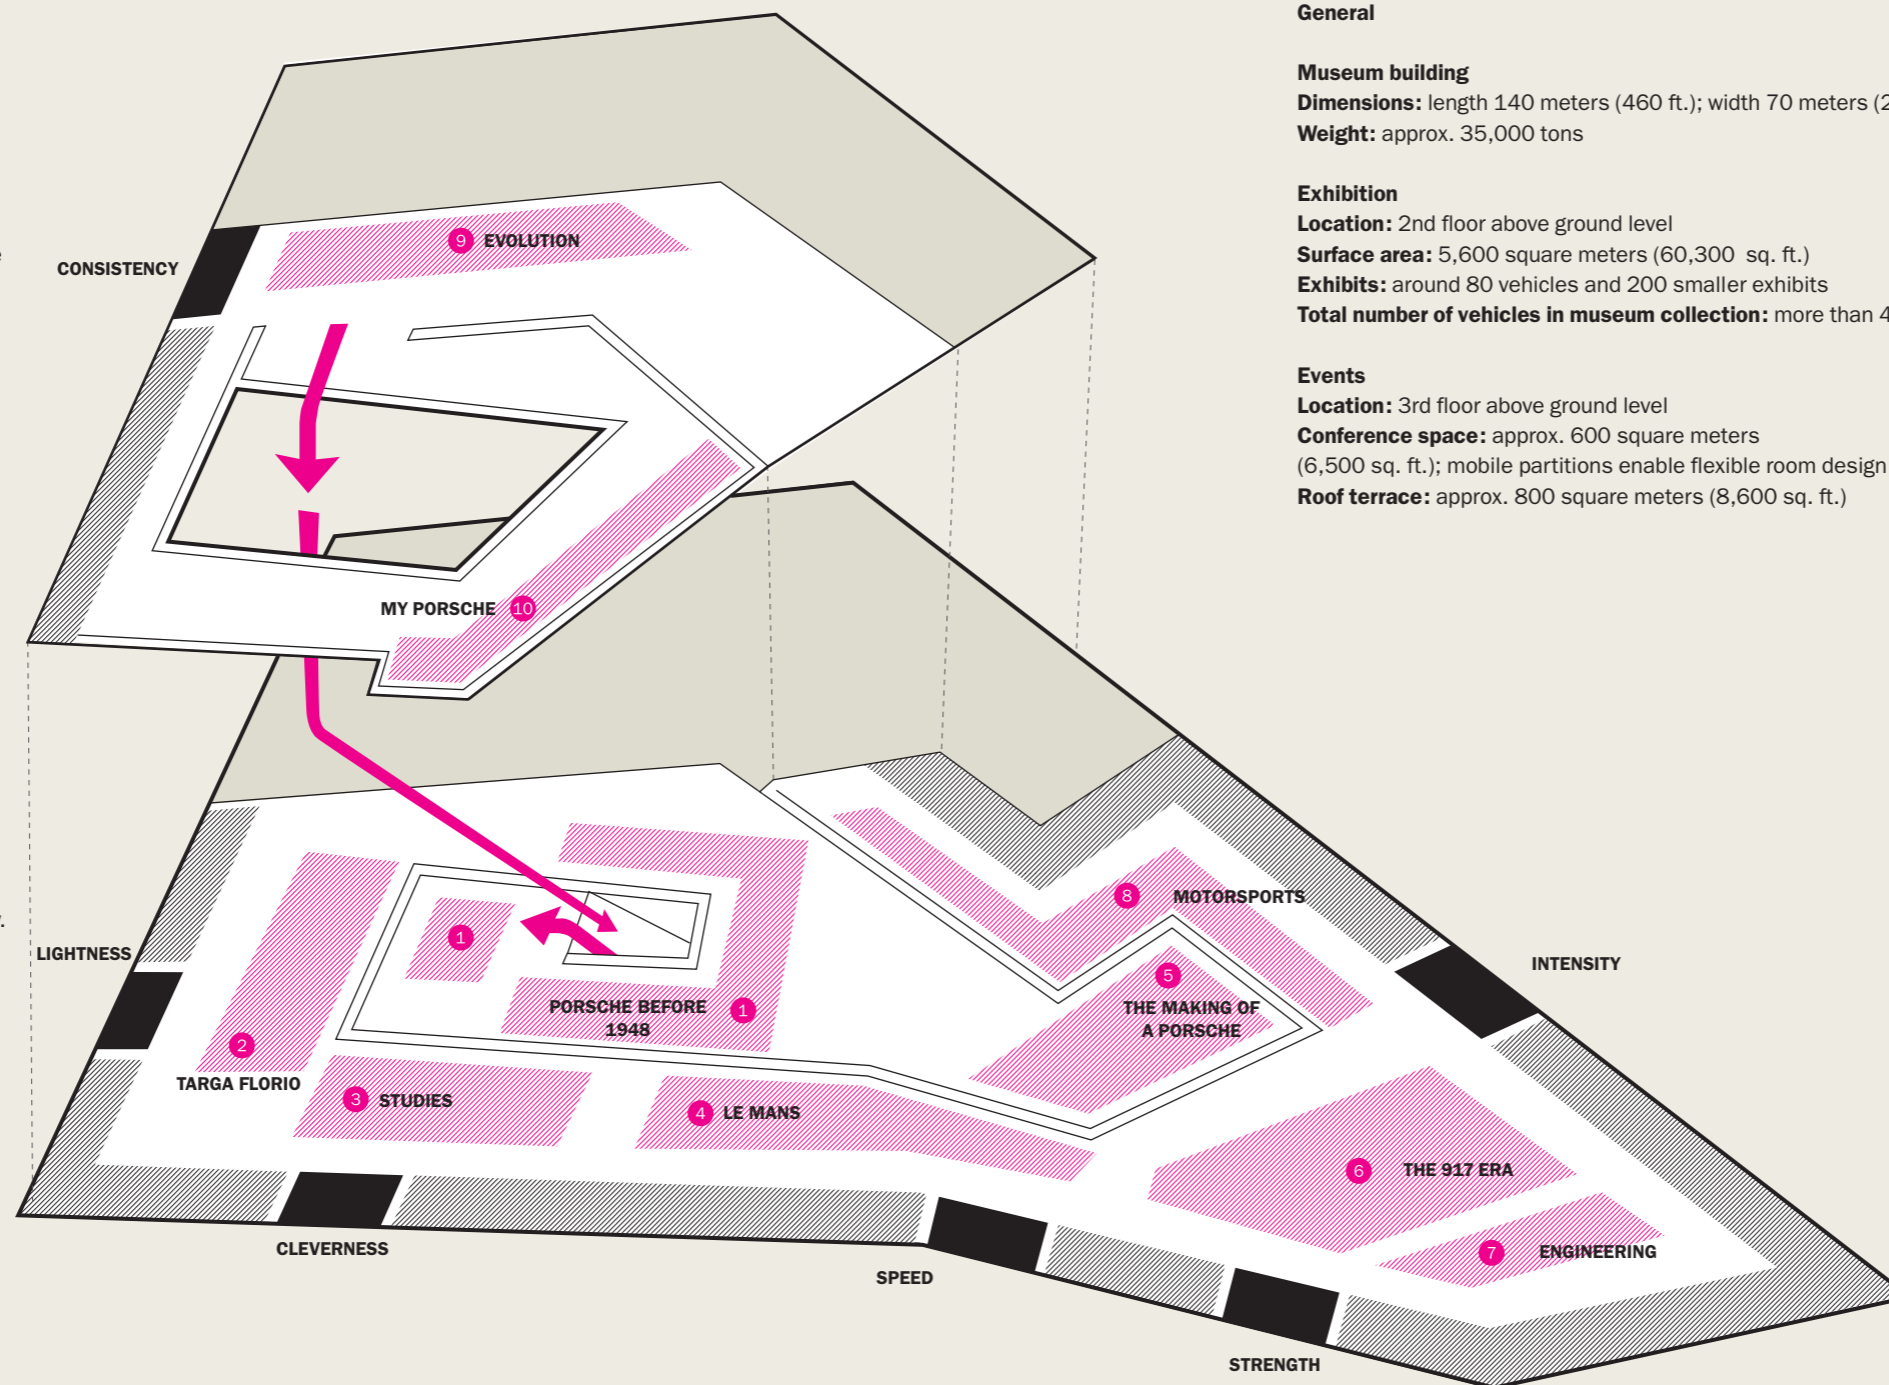 General
Museum building
Dimensions: length 140 meters (460 ft.); width 70 meters (2
Weight: approx. 35,000 tons
Exhibition
Location: 2nd floor above ground level
Surface area: 5,600 square meters (60,300 sq. ft.)
Exhibits: around 80 vehicles and 200 smaller exhibits
Total number of vehicles in museum collection: more than 4
Events
Location: 3rd floor above ground level
Conference space: approx. 600 square meters
(6,500 sq. ft.); mobile partitions enable flexible room design
Roof terrace: approx. 800 square meters (8,600 sq. ft.)
9 EVOLUTION
CONSISTENCY
MY PORSCHE 10
8 MOTORSPORTS
LIGHTNESS
1
INTENSITY
5
THE MAKING OF
A PORSCHE
PORSCHE BEFORE
1948
1
2
TARGA FLORIO
3 STUDIES
4 LE MANS
6 THE 917 ERA
7 ENGINEERING
CLEVERNESS
SPEED
STRENGTH